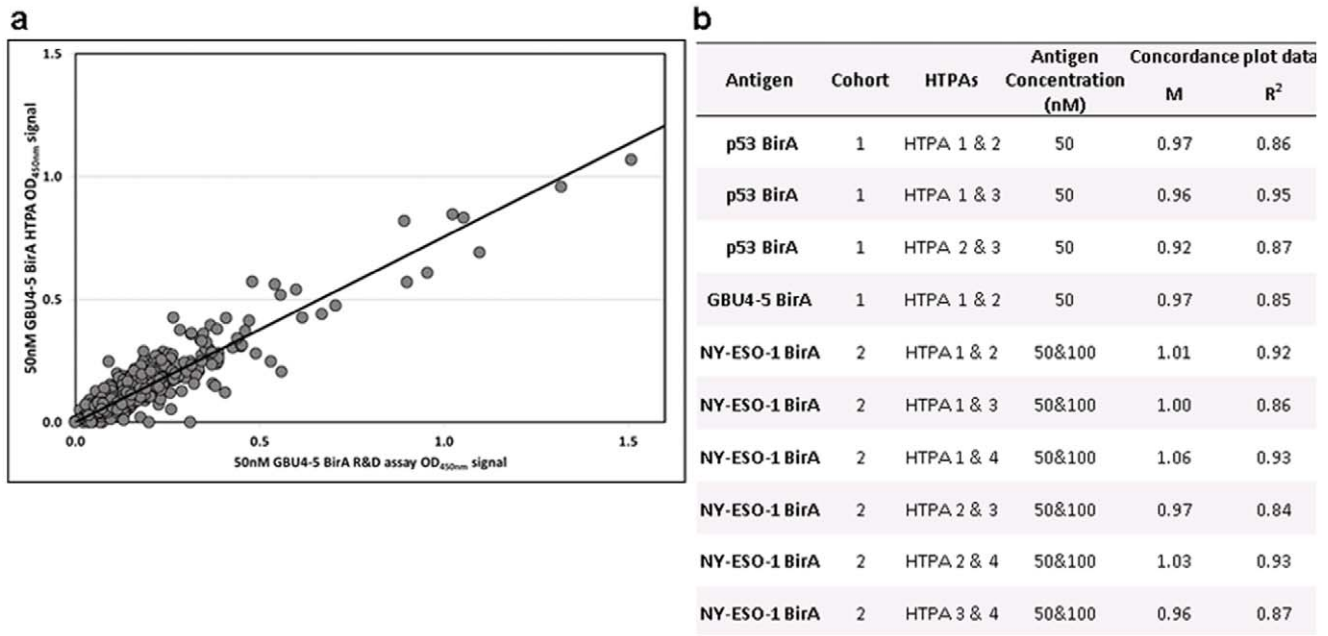 a
1.5
1.0
0.5
0.0
50nM GBU4-5 BirA HTPA OD450nm signal
0.0 0.5 1.0 1.5
50nM GBU4-5 BirA R&D assay OD450nm signal
b
Antigen Cohort HTPAs Antigen Concentration (nM) Concordance plot data
M R²
p53 BirA 1 HTPA 1 & 2 50 0.97 0.86
p53 BirA 1 HTPA 1 & 3 50 0.96 0.95
p53 BirA 1 HTPA 2 & 3 50 0.92 0.87
GBU4-5 BirA 1 HTPA 1 & 2 50 0.97 0.85
NY-ESO-1 BirA 2 HTPA 1 & 2 50&100 1.01 0.92
NY-ESO-1 BirA 2 HTPA 1 & 3 50&100 1.00 0.86
NY-ESO-1 BirA 2 HTPA 1 & 4 50&100 1.06 0.93
NY-ESO-1 BirA 2 HTPA 2 & 3 50&100 0.97 0.84
NY-ESO-1 BirA 2 HTPA 2 & 4 50&100 1.03 0.93
NY-ESO-1 BirA 2 HTPA 3 & 4 50&100 0.96 0.87